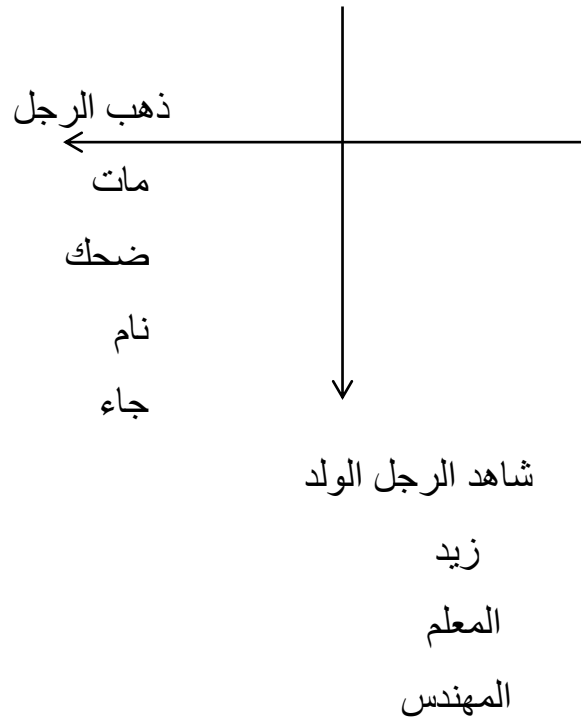 ذهب الرجل
مات
ضحك
نام
جاء
شاهد الرجل الولد
زيد
المعلم
المهندس